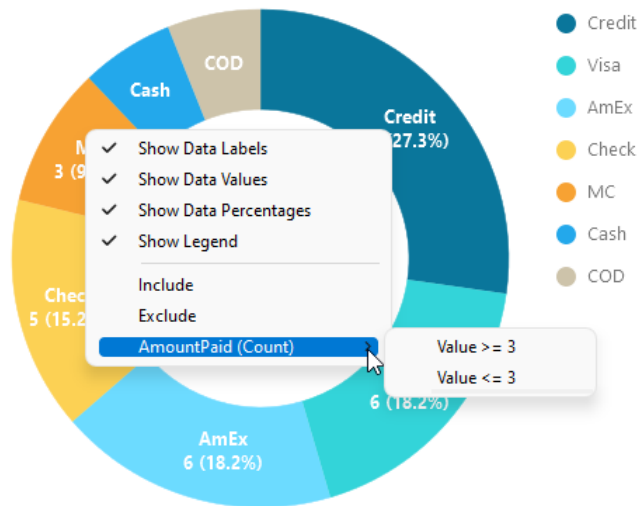 Credit
(27.3%)
COD
Cash
3 (9
Chec
5 (15.2
6 (18.2%)
AmEx
6 (18.2%)
Show Data Labels
Show Data Values
Show Data Percentages
Show Legend
Include
Exclude
AmountPaid (Count)
Value >= 3
Value <= 3
Credit
Visa
AmEx
Check
MC
Cash
COD